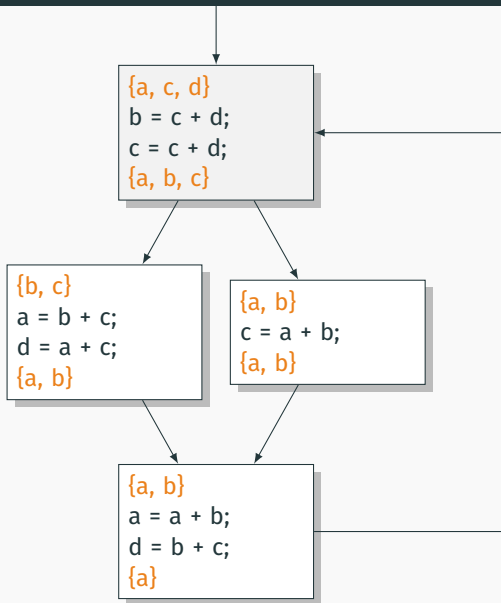 {a, c, d}
b = c + d;
c = c + d;
{a, b, c}
{b, c}
a = b + c;
d = a + c;
{a, b}
{a, b}
c = a + b;
{a, b}
{a, b}
a = a + b;
d = b + c;
{a}